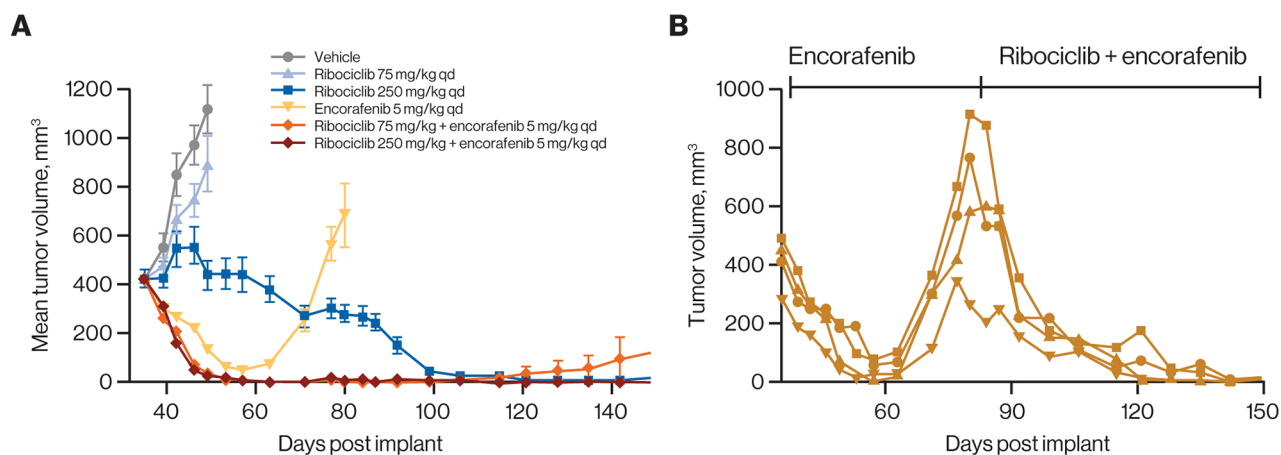 A
Vehicle
Ribociclib 75 mg/kg qd
Ribociclib 250 mg/kg qd
Encorafenib 5 mg/kg qd
Ribociclib 75 mg/kg + encorafenib 5 mg/kg qd
Ribociclib 250 mg/kg + encorafenib 5 mg/kg qd
Mean tumor volume, mm³
1200
1000
800
600
400
200
0
40
60
80
100
120
140
Days post implant
B
Encorafenib
Ribociclib + encorafenib
Tumor volume, mm³
1000
800
600
400
200
0
60
90
120
150
Days post implant